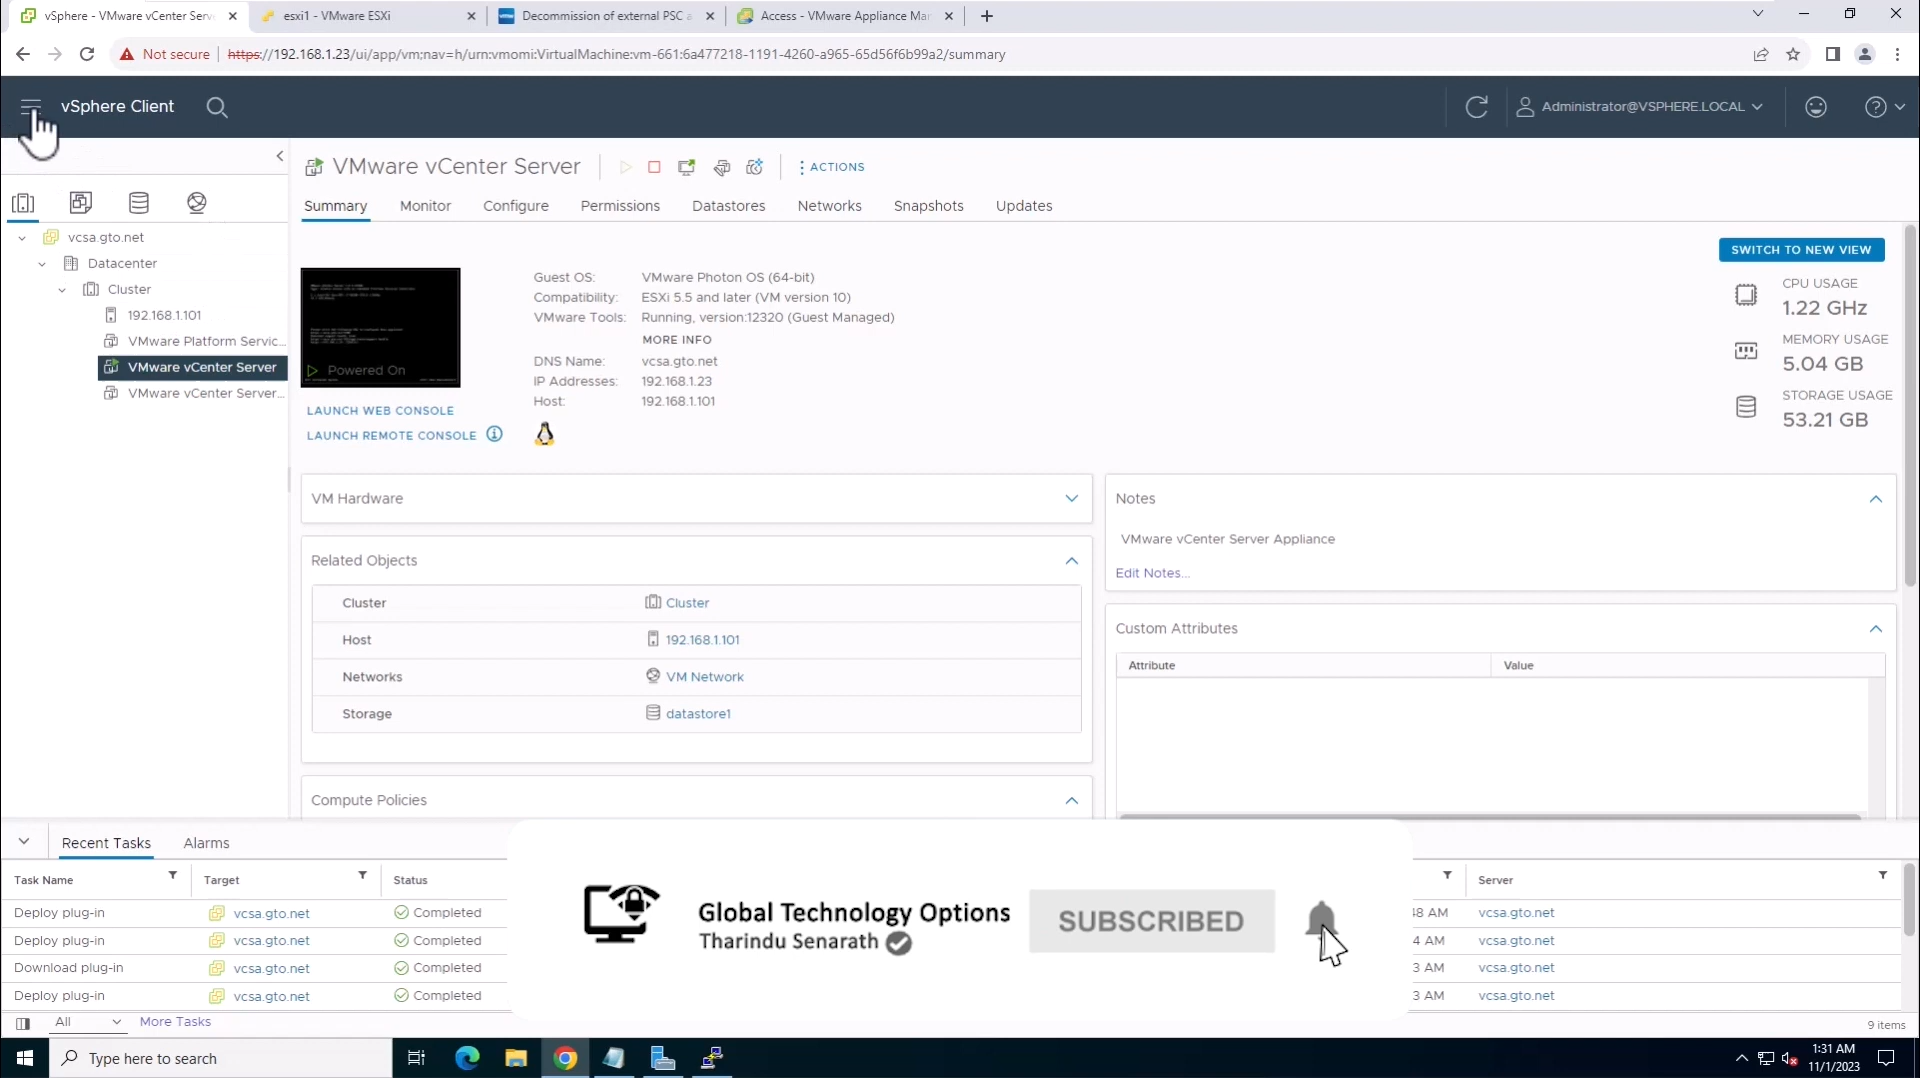 vSphere - VMware vCenter Serv
esxi1 - VMware ESXi
Decommission of external PSC a
Access - VMware Appliance Man
Not secure
https://192.168.1.23/ui/app/vm;nav=h/urn:vmomi:VirtualMachine:vm-661:6a477218-1191-4260-a965-65d56f6b99a2/summary
vSphere Client
Administrator@VSPHERE.LOCAL
VMware vCenter Server
ACTIONS
Summary
Monitor
Configure
Permissions
Datastores
Networks
Snapshots
Updates
vcsa.gto.net
Datacenter
Cluster
192.168.1.101
VMware Platform Servic...
VMware vCenter Server
VMware vCenter Server...
SWITCH TO NEW VIEW
Powered On
LAUNCH WEB CONSOLE
LAUNCH REMOTE CONSOLE
Guest OS: VMware Photon OS (64-bit)
Compatibility: ESXi 5.5 and later (VM version 10)
VMware Tools: Running, version:12320 (Guest Managed)
MORE INFO
DNS Name: vcsa.gto.net
IP Addresses: 192.168.1.23
Host: 192.168.1.101
CPU USAGE
1.22 GHz
MEMORY USAGE
5.04 GB
STORAGE USAGE
53.21 GB
VM Hardware
Related Objects
Cluster Cluster
Host 192.168.1.101
Networks VM Network
Storage datastore1
Compute Policies
Notes
VMware vCenter Server Appliance
Edit Notes...
Custom Attributes
Attribute Value
Recent Tasks Alarms
Task Name Target Status Server
Deploy plug-in vcsa.gto.net Completed 48 AM vcsa.gto.net
Deploy plug-in vcsa.gto.net Completed 4 AM vcsa.gto.net
Download plug-in vcsa.gto.net Completed 3 AM vcsa.gto.net
Deploy plug-in vcsa.gto.net Completed 3 AM vcsa.gto.net
Global Technology Options
Tharindu Senarath
SUBSCRIBED
All More Tasks
9 items
Type here to search
1:31 AM
11/1/2023